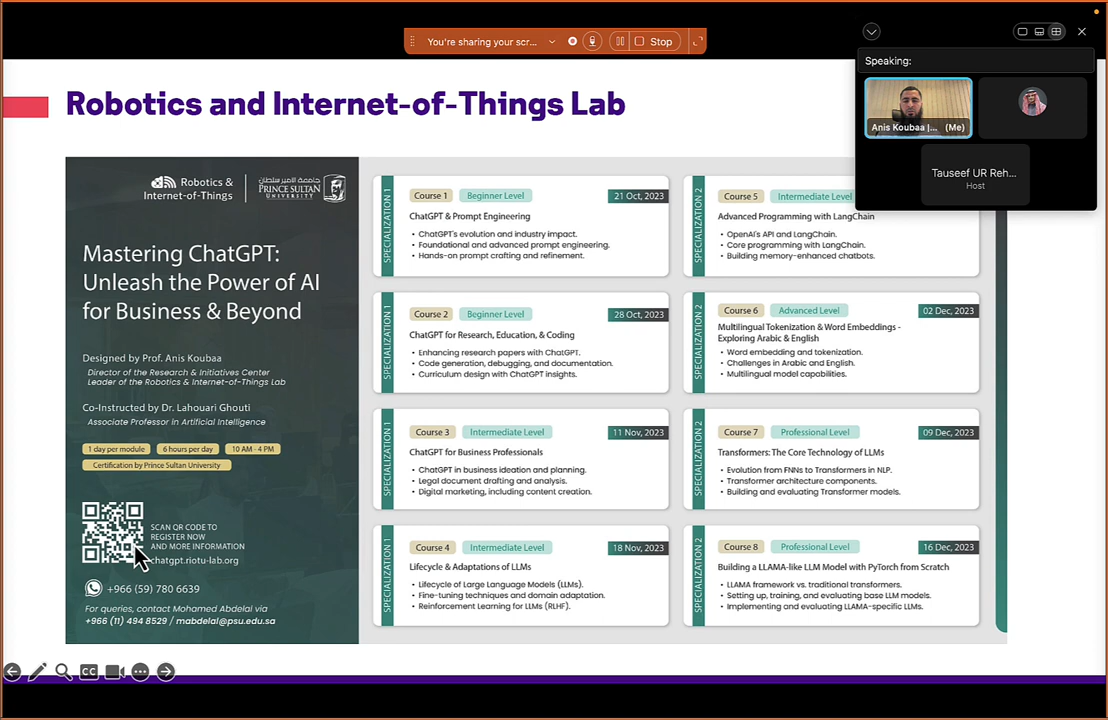 You're sharing your scr...
Stop
Speaking:
Anis Koubaa |... (Me)
Tauseef UR Reh...
Host
Robotics and Internet-of-Things Lab
Robotics &
Internet-of-Things
جامعة الأمير سلطان
PRINCE SULTAN
UNIVERSITY
Mastering ChatGPT:
Unleash the Power of AI
for Business & Beyond
Designed by Prof. Anis Koubaa
Director of the Research & Initiatives Center
Leader of the Robotics & Internet-of-Things Lab
Co-Instructed by Dr. Lahouari Ghouti
Associate Professor in Artificial Intelligence
1 day per module
6 hours per day
10 AM - 4 PM
Certification by Prince Sultan University
SCAN QR CODE TO
REGISTER NOW
AND MORE INFORMATION
chatgpt.riotu-lab.org
+966 (59) 780 6639
For queries, contact Mohamed Abdelal via
+966 (11) 494 8529 / mabdelal@psu.edu.sa
SPECIALIZATION 1
Course 1
Beginner Level
21 Oct, 2023
ChatGPT & Prompt Engineering
• ChatGPT's evolution and industry impact.
• Foundational and advanced prompt engineering.
• Hands-on prompt crafting and refinement.
SPECIALIZATION 1
Course 2
Beginner Level
28 Oct, 2023
ChatGPT for Research, Education, & Coding
• Enhancing research papers with ChatGPT.
• Code generation, debugging, and documentation.
• Curriculum design with ChatGPT insights.
SPECIALIZATION 1
Course 3
Intermediate Level
11 Nov, 2023
ChatGPT for Business Professionals
• ChatGPT in business ideation and planning.
• Legal document drafting and analysis.
• Digital marketing, including content creation.
SPECIALIZATION 1
Course 4
Intermediate Level
18 Nov, 2023
Lifecycle & Adaptations of LLMs
• Lifecycle of Large Language Models (LLMs).
• Fine-tuning techniques and domain adaptation.
• Reinforcement Learning for LLMs (RLHF).
SPECIALIZATION 2
Course 5
Intermediate Level
Advanced Programming with LangChain
• OpenAI's API and LangChain.
• Core programming with LangChain.
• Building memory-enhanced chatbots.
SPECIALIZATION 2
Course 6
Advanced Level
02 Dec, 2023
Multilingual Tokenization & Word Embeddings -
Exploring Arabic & English
• Word embedding and tokenization.
• Challenges in Arabic and English.
• Multilingual model capabilities.
SPECIALIZATION 2
Course 7
Professional Level
09 Dec, 2023
Transformers: The Core Technology of LLMs
• Evolution from FNNs to Transformers in NLP.
• Transformer architecture components.
• Building and evaluating Transformer models.
SPECIALIZATION 2
Course 8
Professional Level
16 Dec, 2023
Building a LLAMA-like LLM Model with PyTorch from Scratch
• LLAMA framework vs. traditional transformers.
• Setting up, training, and evaluating base LLM models.
• Implementing and evaluating LLAMA-specific LLMs.
CC